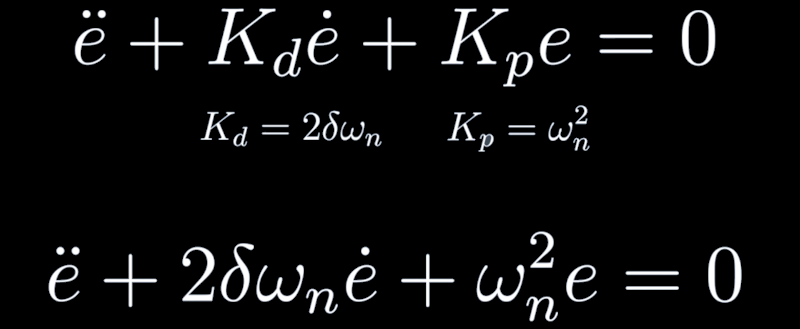 ë + K_d ė + K_p e = 0
K_d = 2δω_n   K_p = ω_n^2
ë + 2δω_n ė + ω_n^2 e = 0